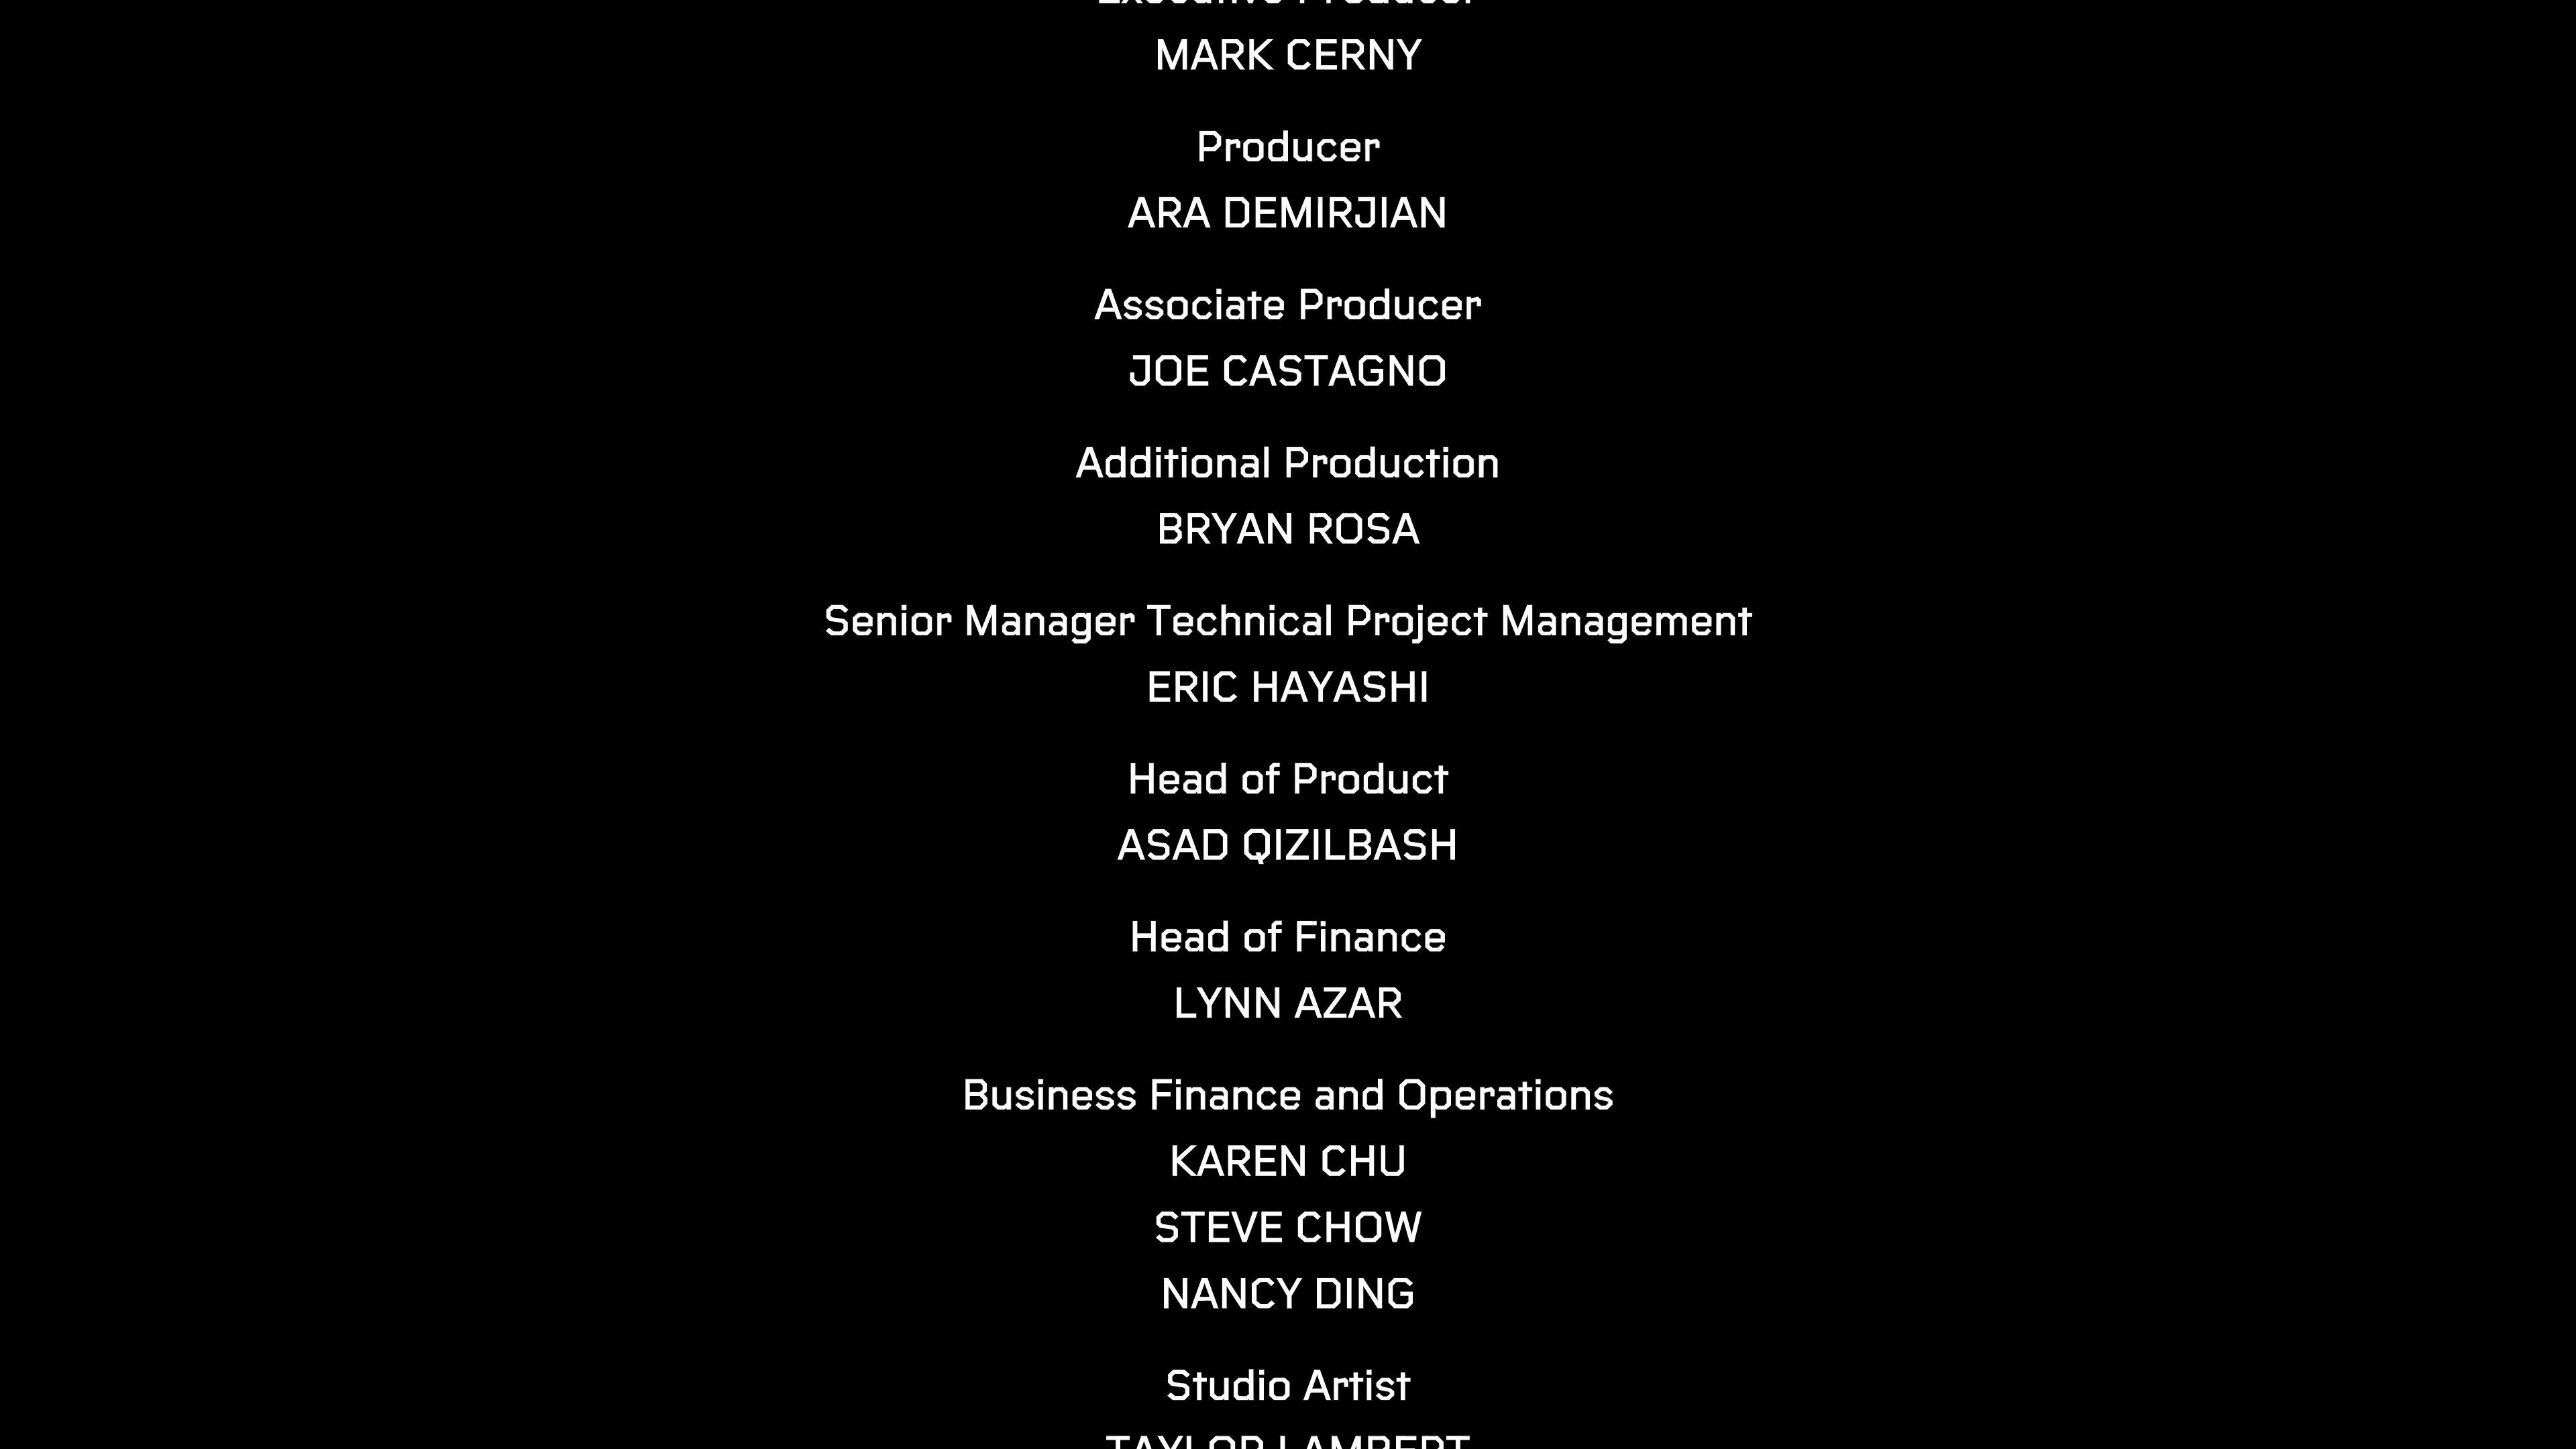 Executive Producer
MARK CERNY
Producer
ARA DEMIRJIAN
Associate Producer
JOE CASTAGNO
Additional Production
BRYAN ROSA
Senior Manager Technical Project Management
ERIC HAYASHI
Head of Product
ASAD QIZILBASH
Head of Finance
LYNN AZAR
Business Finance and Operations
KAREN CHU
STEVE CHOW
NANCY DING
Studio Artist
TAYLOR LAMBERT